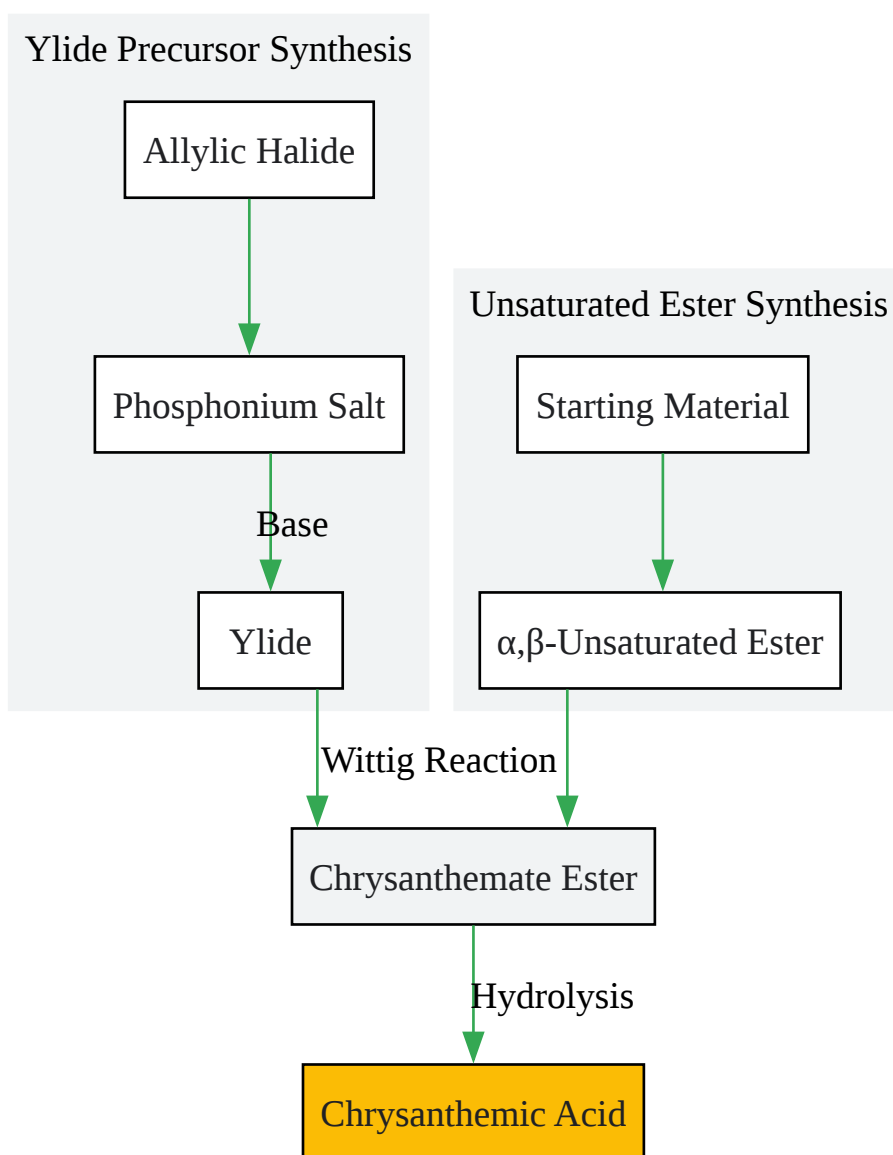 Ylide Precursor Synthesis
Allylic Halide
Phosphonium Salt
Base
Ylide
Unsaturated Ester Synthesis
Starting Material
α,β-Unsaturated Ester
Wittig Reaction
Chrysanthemate Ester
Hydrolysis
Chrysanthemic Acid